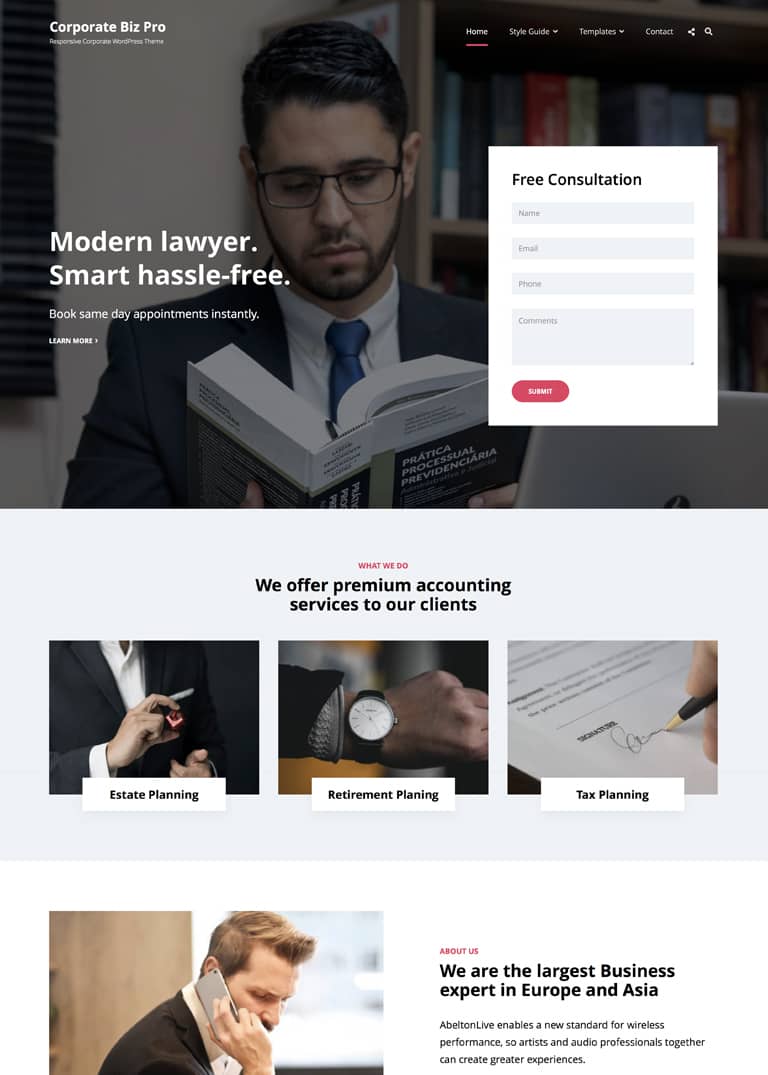 Corporate Biz Pro
Responsive Corporate WordPress Theme
Home
Style Guide
Templates
Contact
Modern lawyer.
Smart hassle-free.
Book same day appointments instantly.
LEARN MORE ›
Free Consultation
Name
Email
Phone
Comments
SUBMIT
PRÁTICA
PROCESSUAL
PREVIDENCIÁRIA
Administrativa e Judicial
WHAT WE DO
We offer premium accounting
services to our clients
SIGNATURE
Estate Planning
Retirement Planing
Tax Planning
ABOUT US
We are the largest Business
expert in Europe and Asia
AbeltonLive enables a new standard for wireless
performance, so artists and audio professionals together
can create greater experiences.